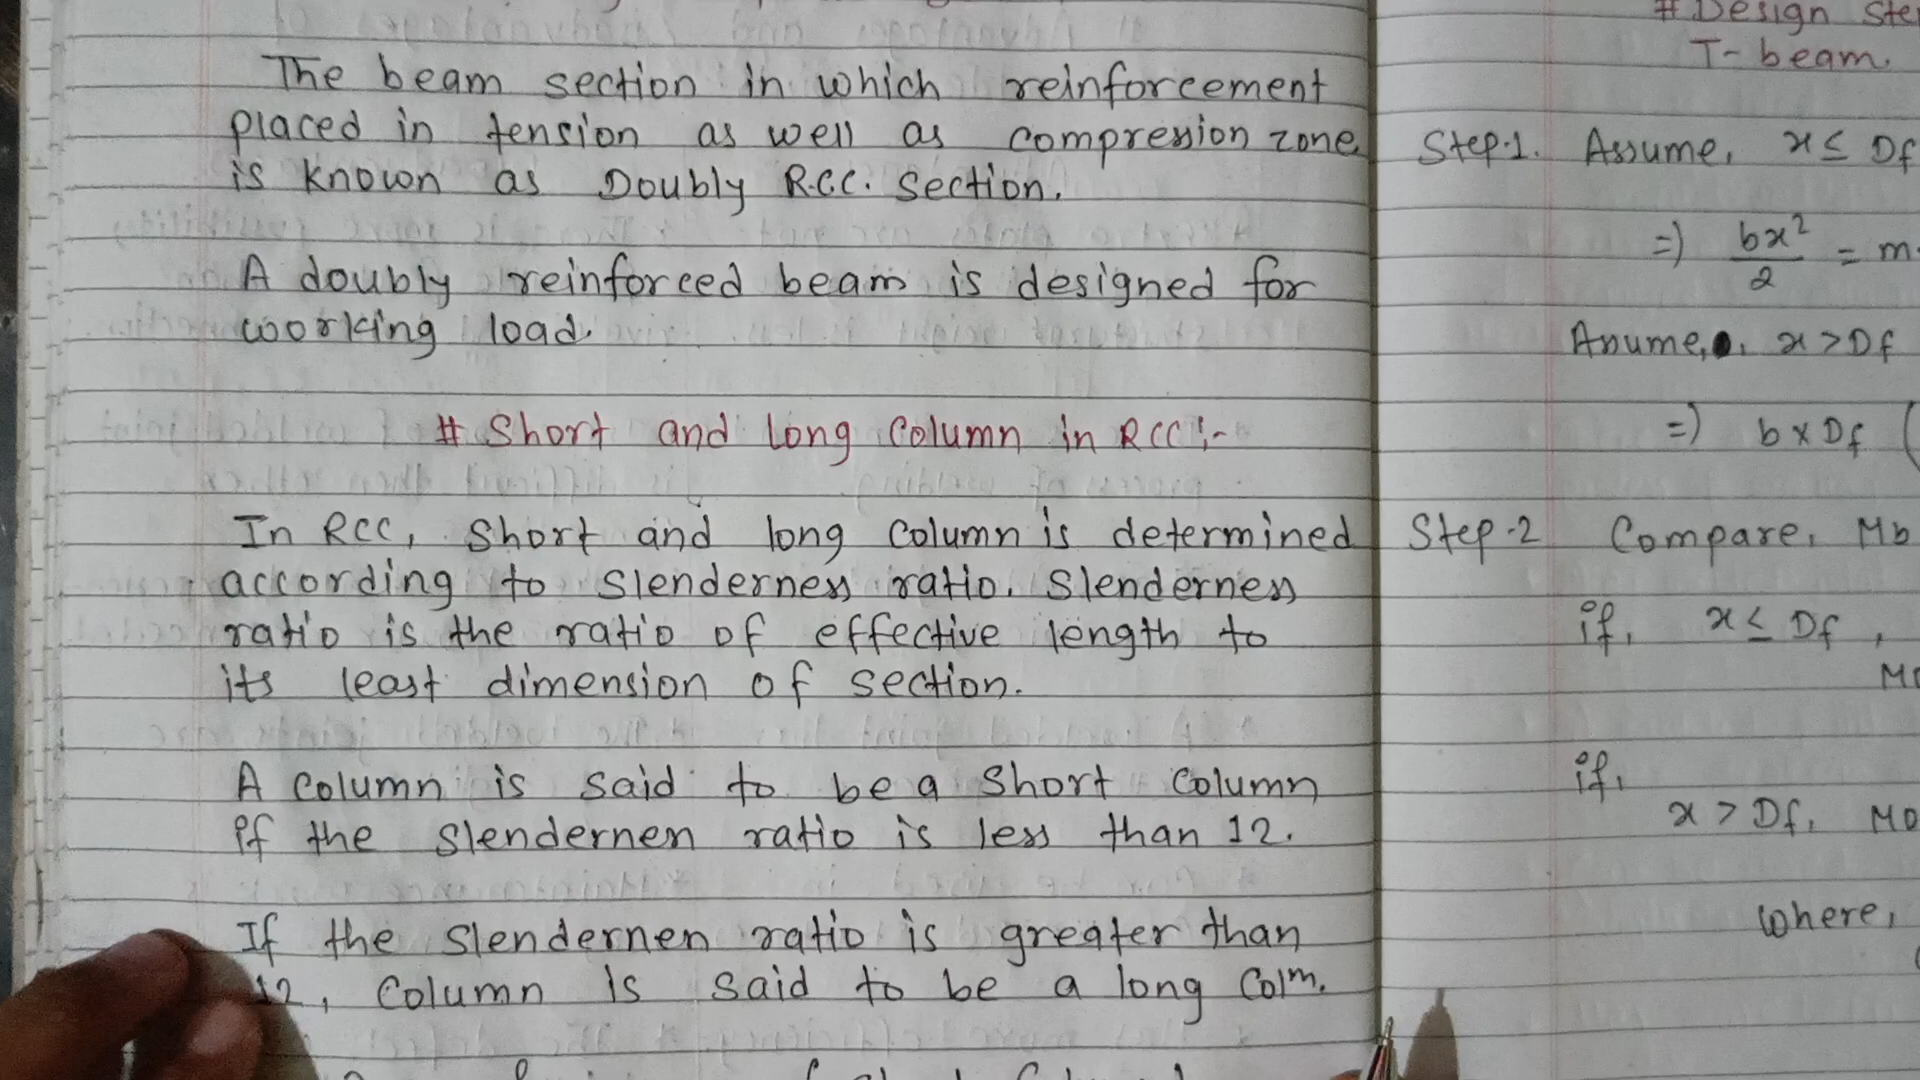 The beam section in which reinforcement
placed in tension as well as compression zone
is known as Doubly R.C.C. section.
A doubly reinforced beam is designed for
working load.
# Short and long Column in RCC :-
In RCC, Short and long Column is determined
according to Slenderness ratio. Slenderness
ratio is the ratio of effective length to
its least dimension of section.
A column is said to be a Short Column
if the Slenderness ratio is less than 12.
If the Slenderness ratio is greater than
12, Column is said to be a long Colm.
# Design Ste
T-beam.
Step-1. Assume, x ≤ Df
=) bx²/2 = m
Assume, x > Df
=) b x Df (
Step-2 Compare, Mb
if, x ≤ Df ,
if,
x > Df, MO
where,